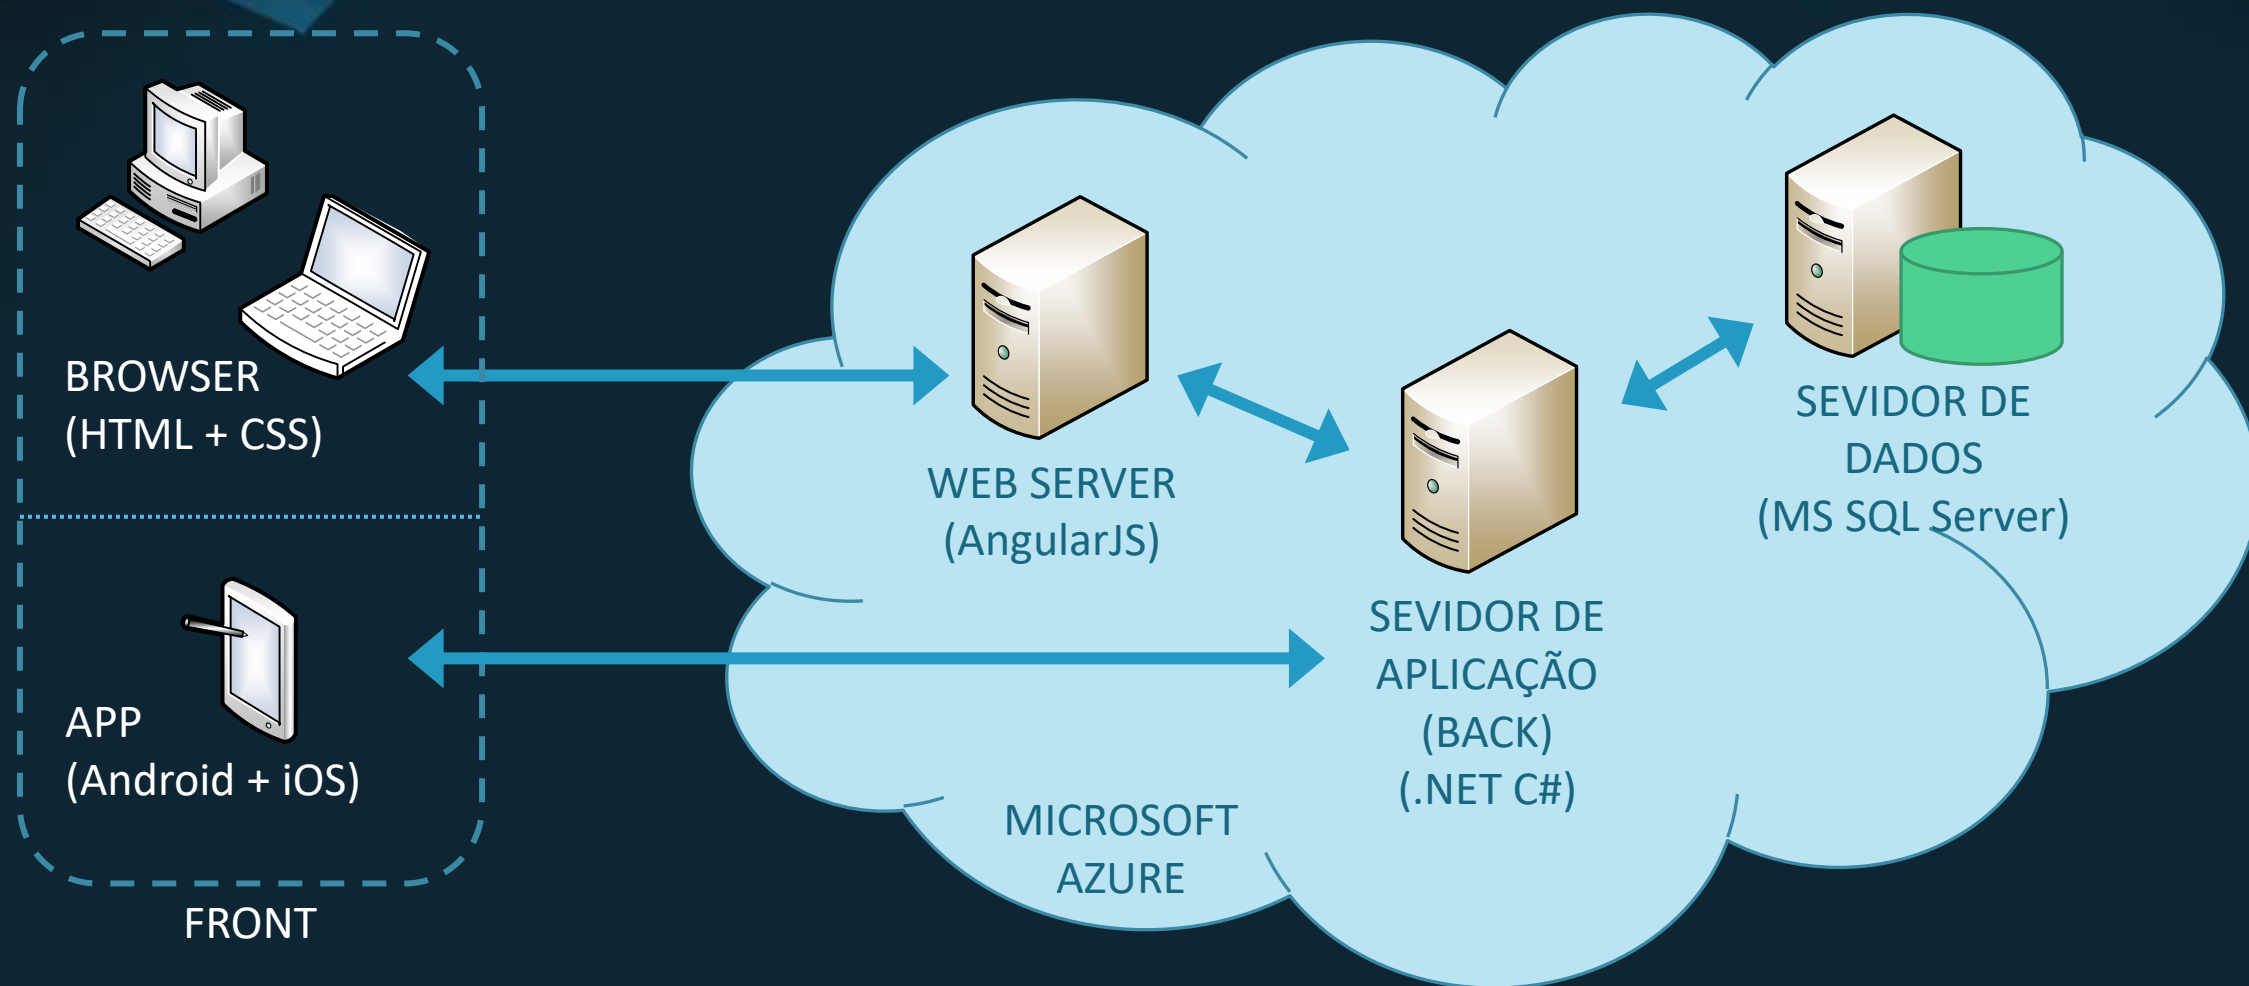 BROWSER
(HTML + CSS)
APP
(Android + iOS)
FRONT
WEB SERVER
(AngularJS)
SEVIDOR DE
APLICAÇÃO
(BACK)
(.NET C#)
SEVIDOR DE
DADOS
(MS SQL Server)
MICROSOFT
AZURE